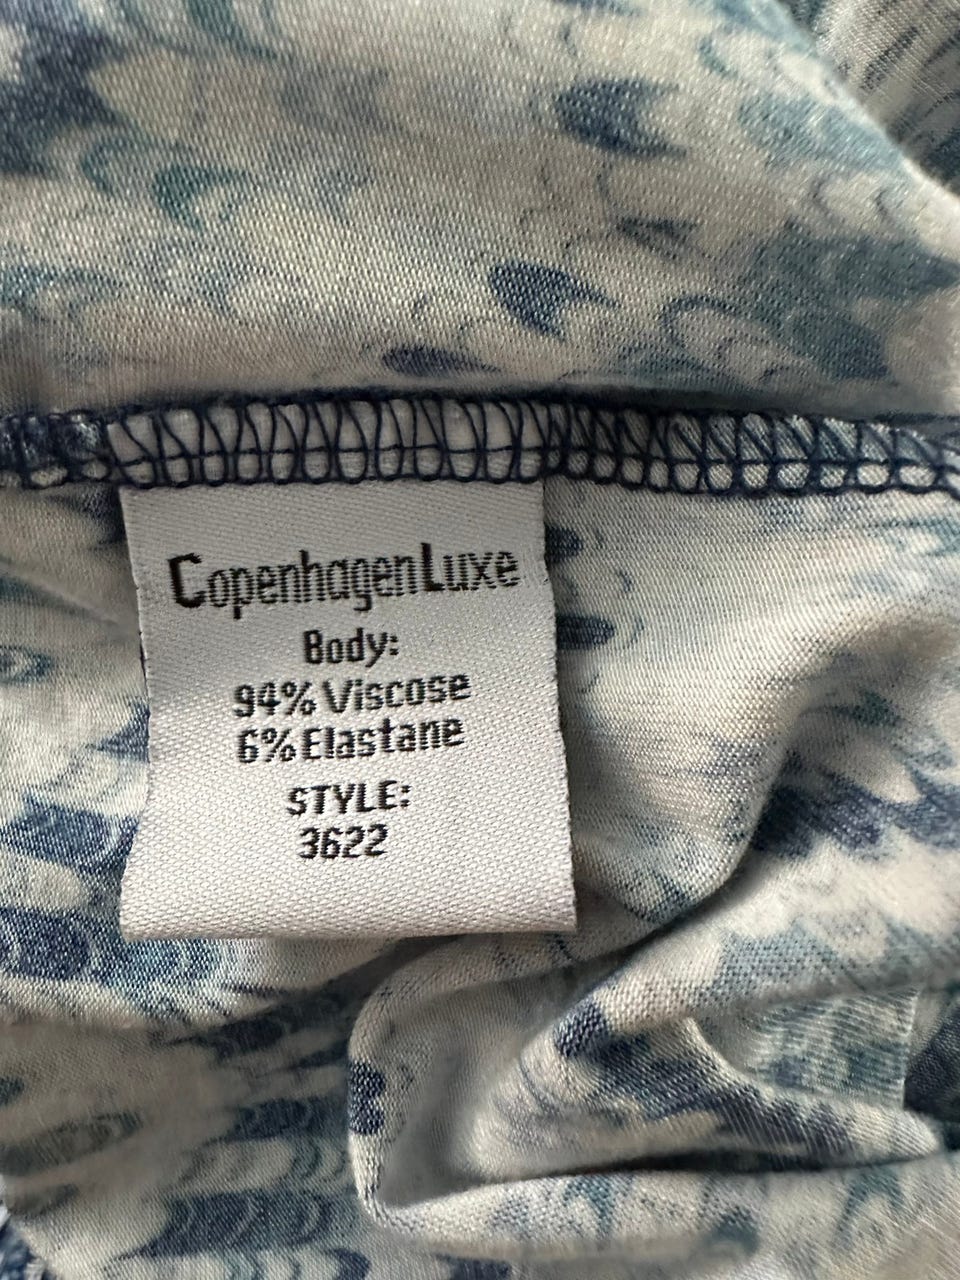 CopenhagenLuxe
Body:
94% Viscose
6% Elastane
STYLE:
3622